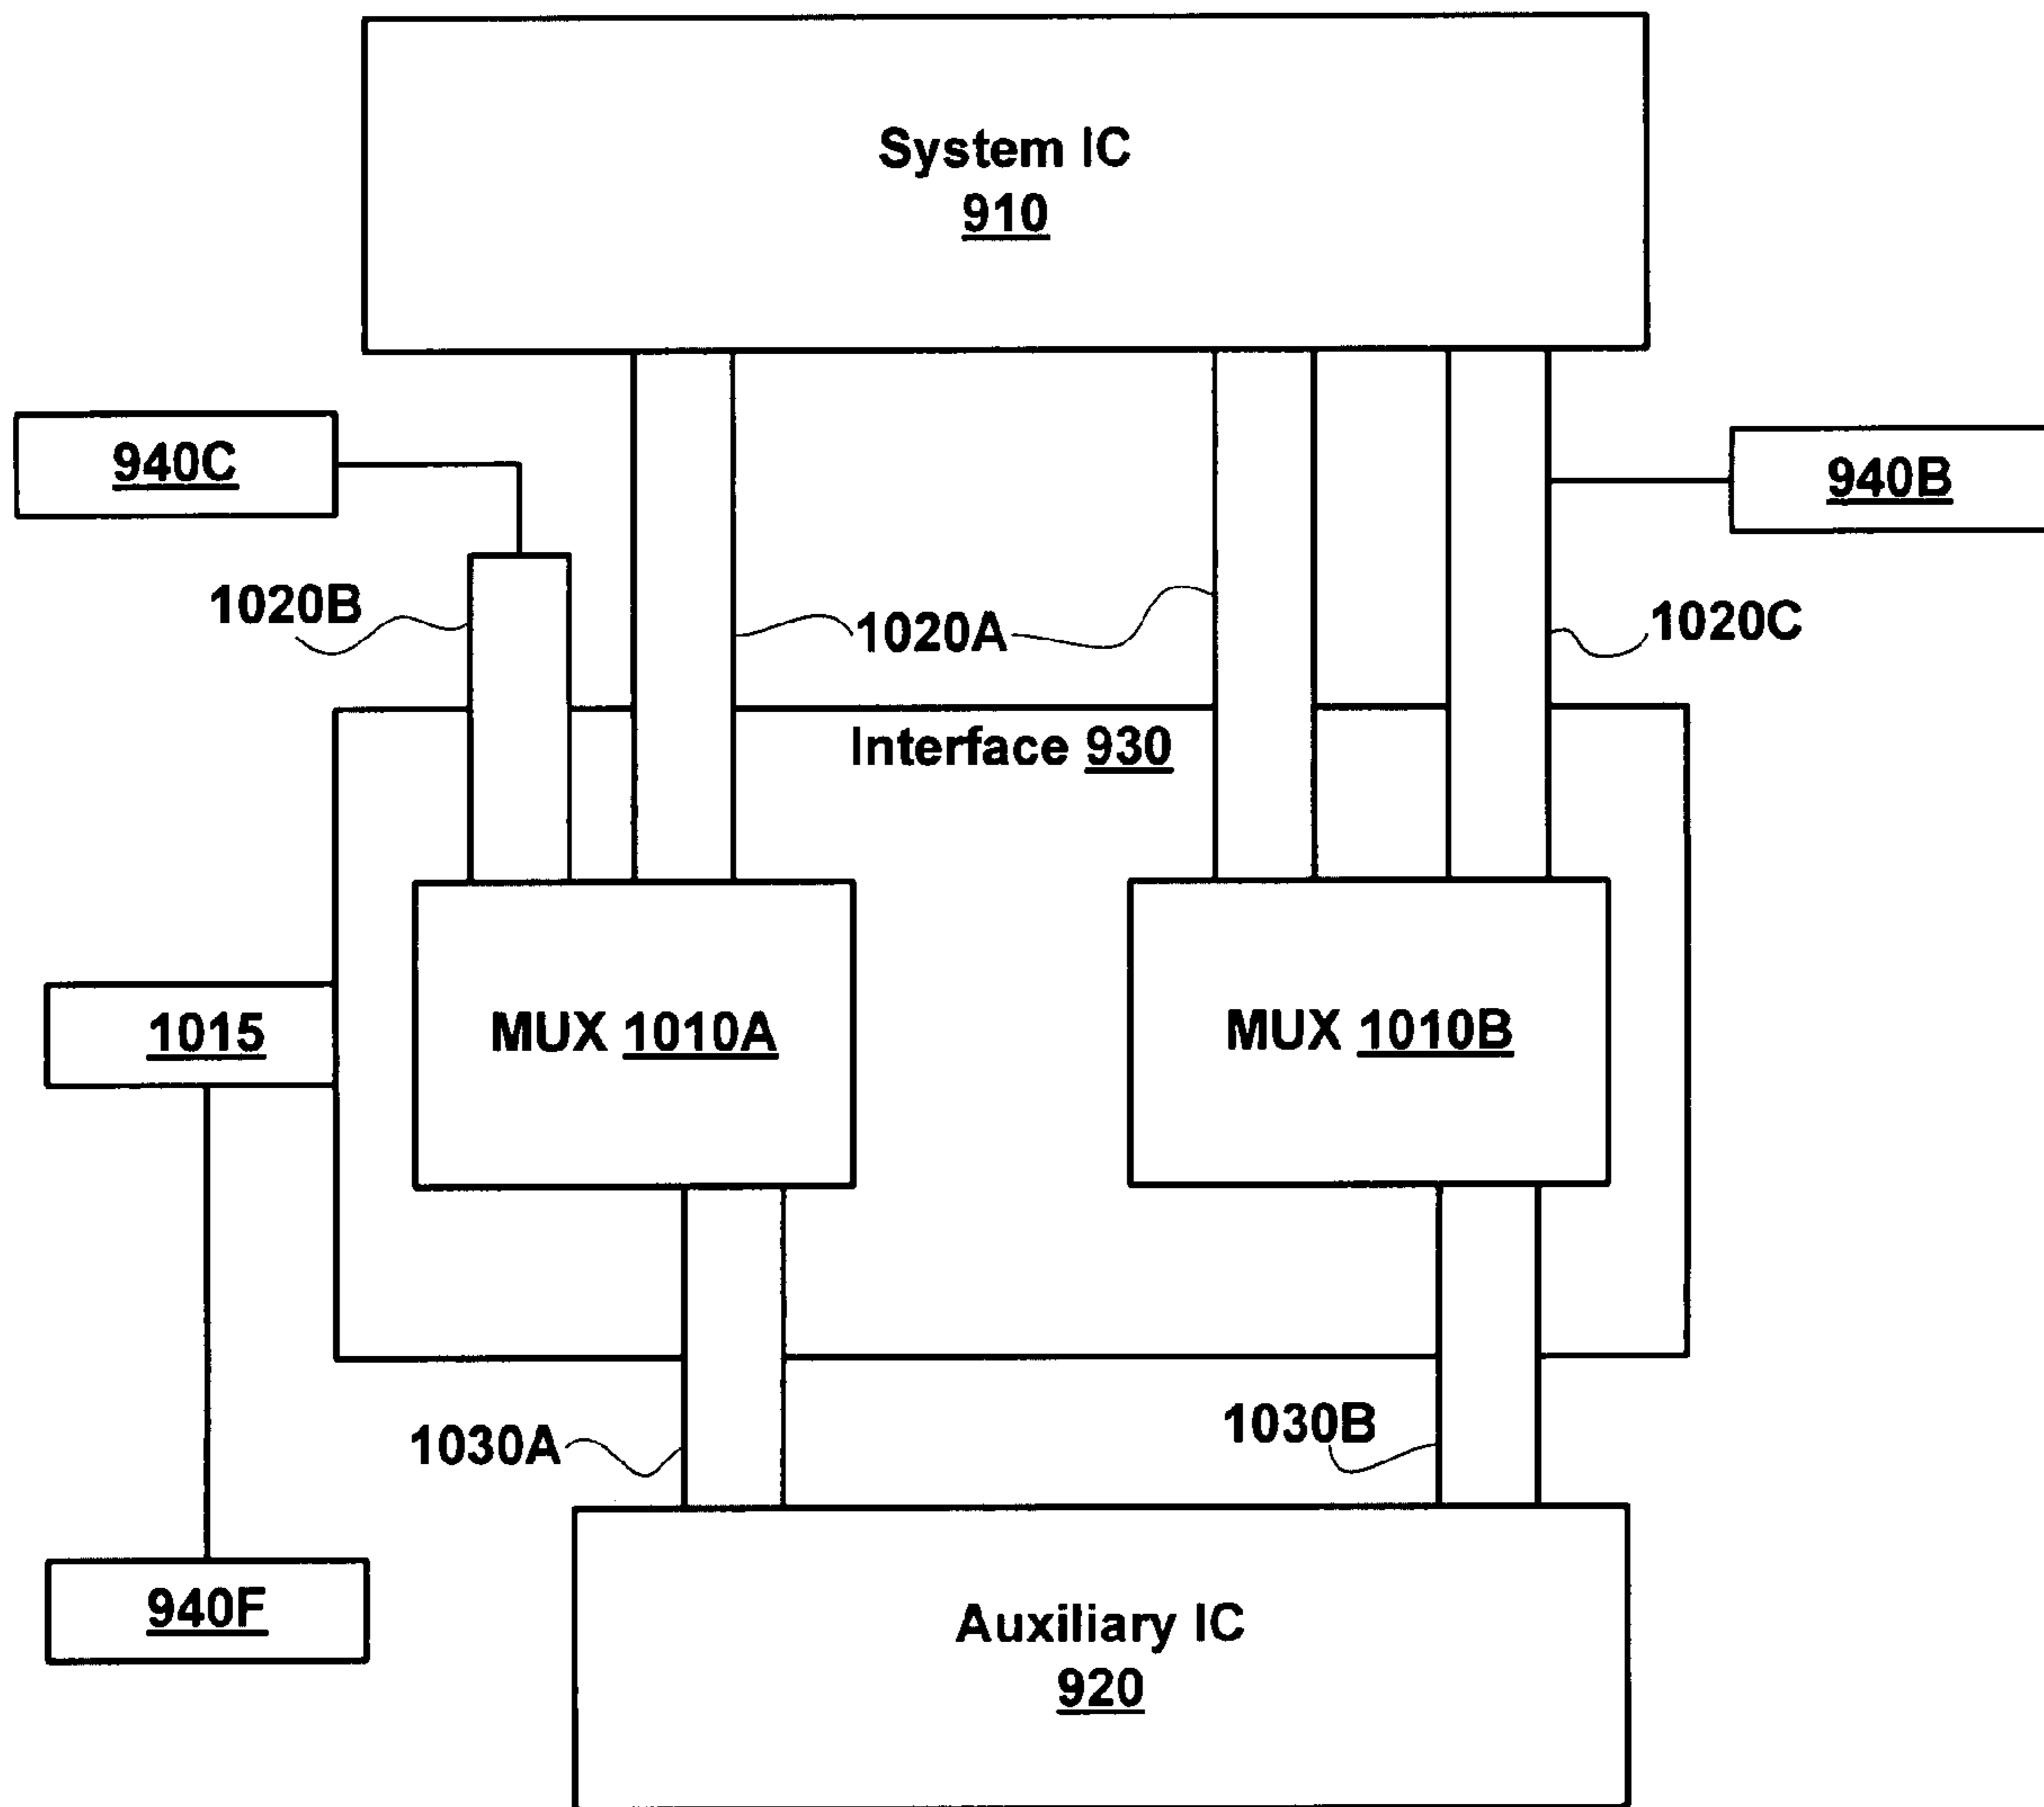 System IC
910
940C
940B
1020B
1020A
1020C
Interface 930
1015
MUX 1010A
MUX 1010B
1030A
1030B
940F
Auxiliary IC
920